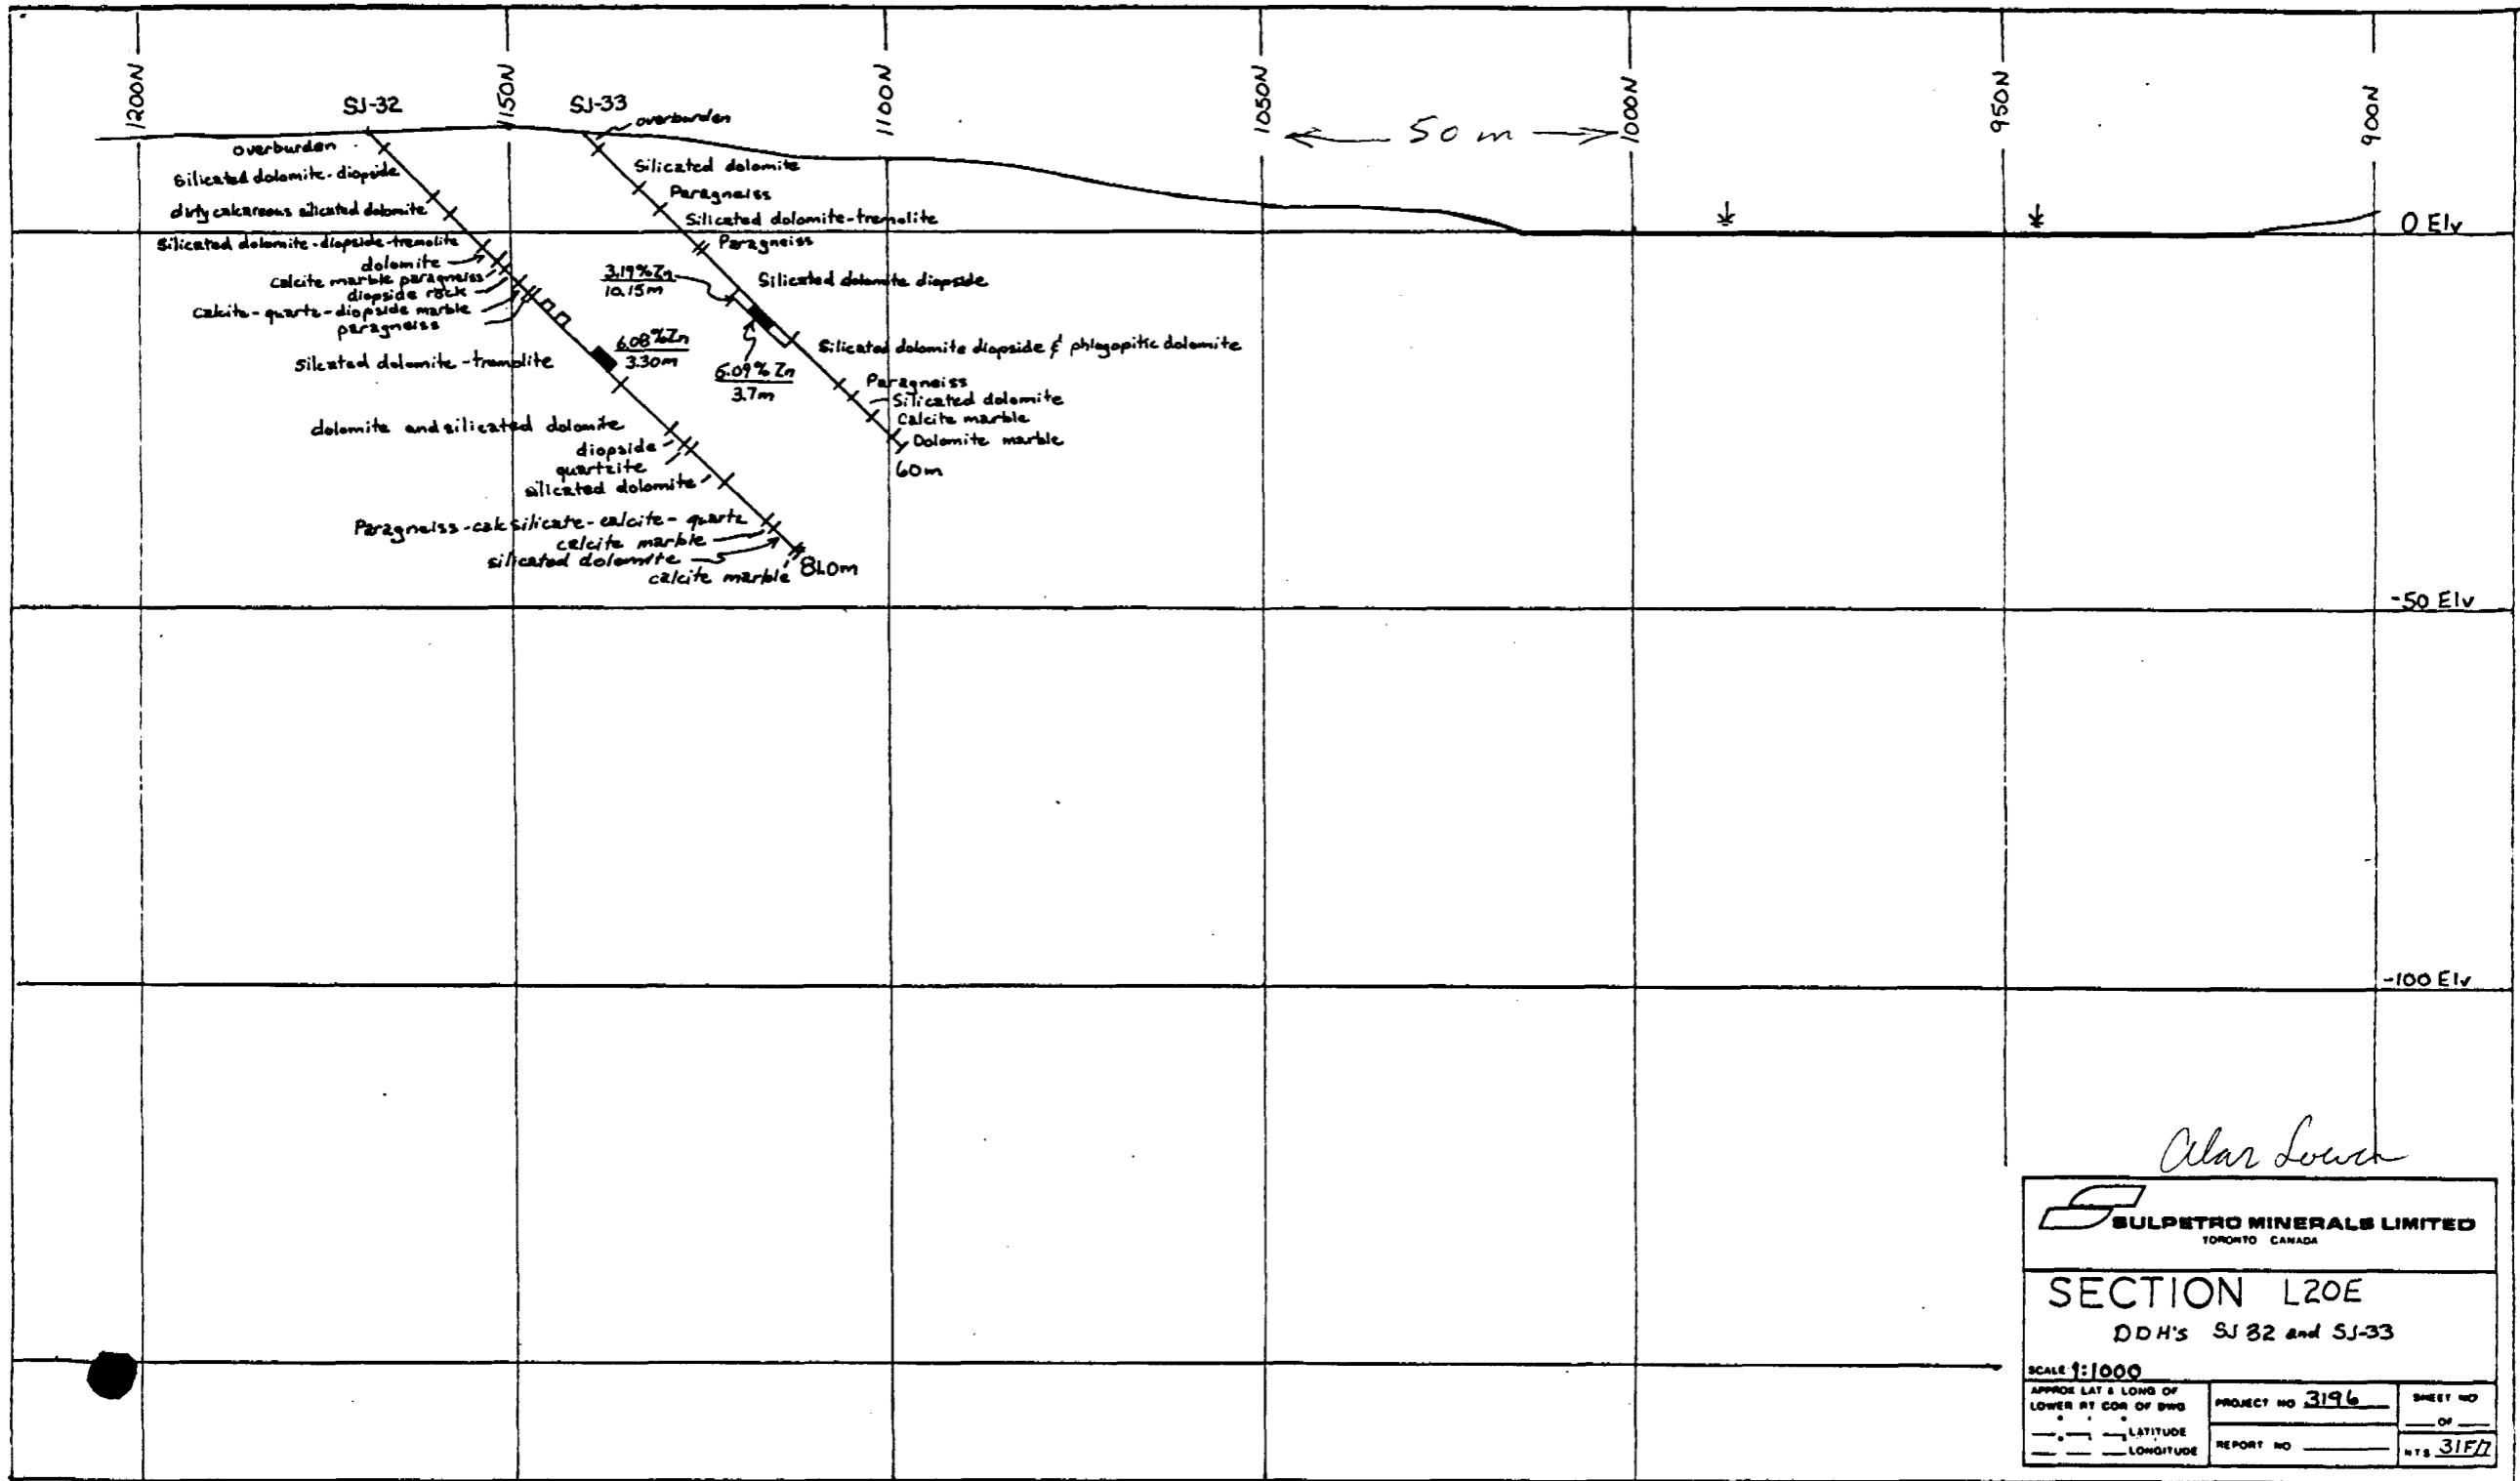 1200N
1150N
1100N
1050N
1000N
950N
900N
SJ-32
SJ-33
overburden
50 m
overburden
Silicated dolomite-diopside
dirty calcareous silicated dolomite
Silicated dolomite-diopside-tremolite
dolomite
Calcite marble paragneiss
diopside rock
Calcite-quartz-diopside marble
paragneiss
Silcated dolomite-tremolite
6.08%Zn
3.30m
dolomite and silicated dolomite
diopside
quartzite
silicated dolomite
Paragneiss-calcsilicate-calcite-quartz
calcite marble
silicated dolomite
calcite marble
81.0m
Silicated dolomite
Paragneiss
Silicated dolomite-tremolite
Paragneiss
3.19%Zn
10.15m
Silicated dolomite diopside
Silicated dolomite diopside & phlogopitic dolomite
6.09% Zn
3.7m
Paragneiss
Silicated dolomite
Calcite marble
Dolomite marble
60m
0 Elv
-50 Elv
-100 Elv
SULPETRO MINERALS LIMITED
TORONTO CANADA
SECTION L20E
DDH's SJ 32 and SJ-33
SCALE 1:1000
APPROX LAT & LONG OF
LOWER RT COR OF DWG
LATITUDE
LONGITUDE
PROJECT NO 3196
REPORT NO
SHEET NO
OF
NTS 31F/7